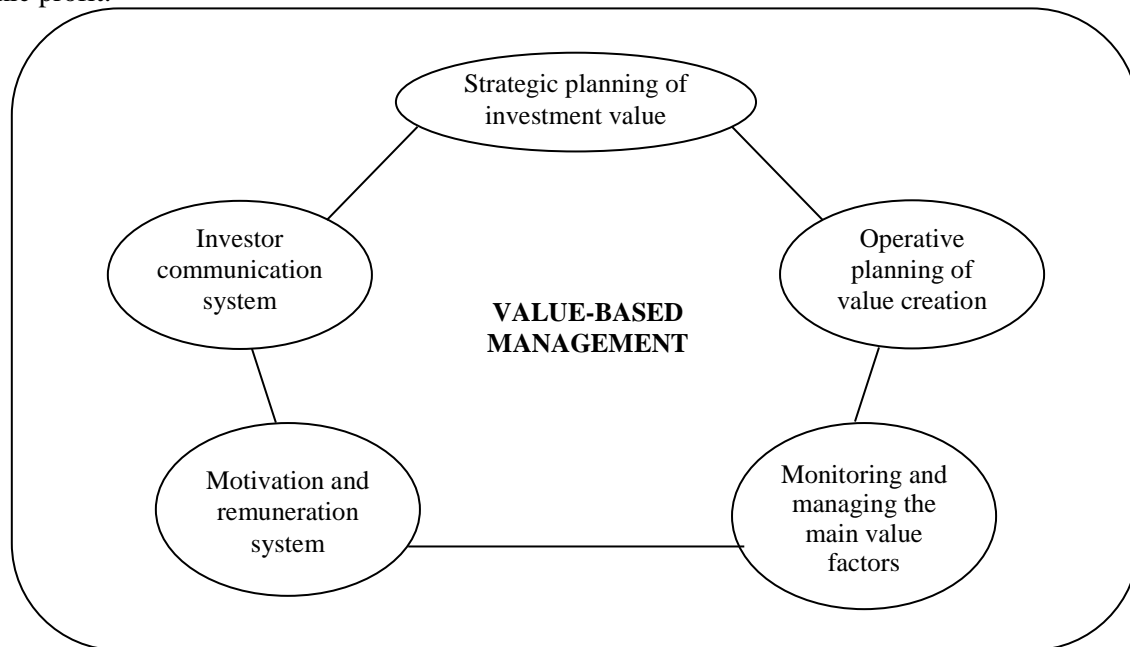 profit.
Strategic planning of
investment value
Investor
communication
system
Operative
planning of
value creation
VALUE-BASED
MANAGEMENT
Motivation and
remuneration
system
Monitoring and
managing the
main value
factors